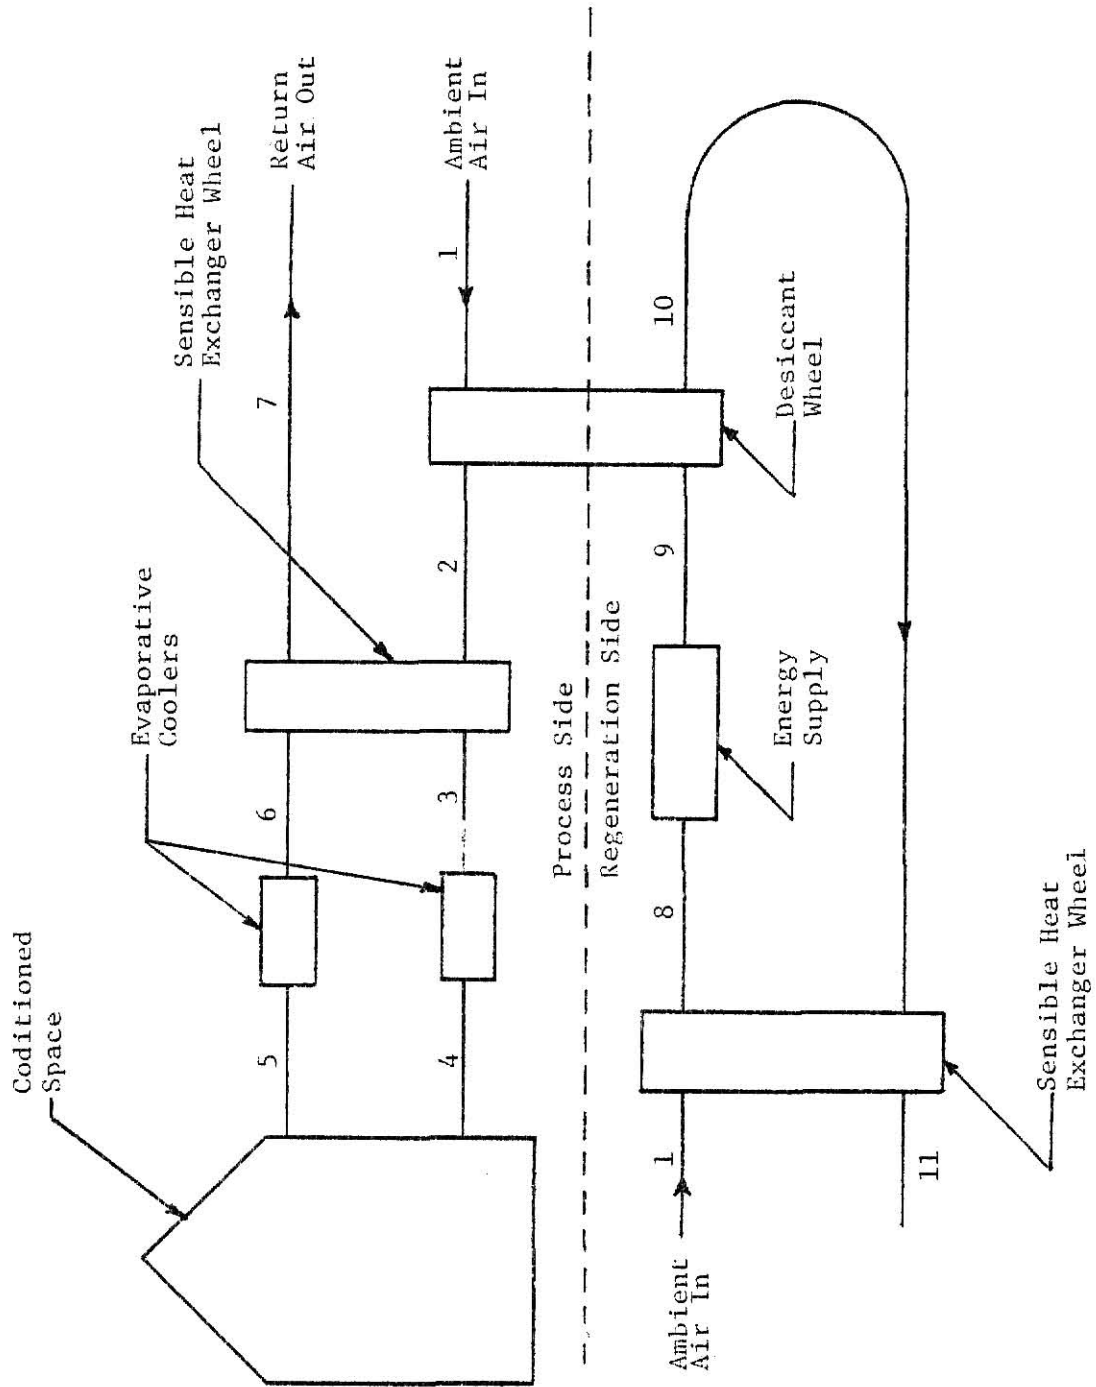 Coditioned
Space
Evaporative
Coolers
Sensible Heat
Exchanger Wheel
Return
Air Out
Ambient
Air In
7
1
6
5
2
3
4
Process Side
Regeneration Side
10
9
8
1
11
Desiccant
Wheel
Energy
Supply
Ambient
Air In
Sensible Heat
Exchanger Wheel